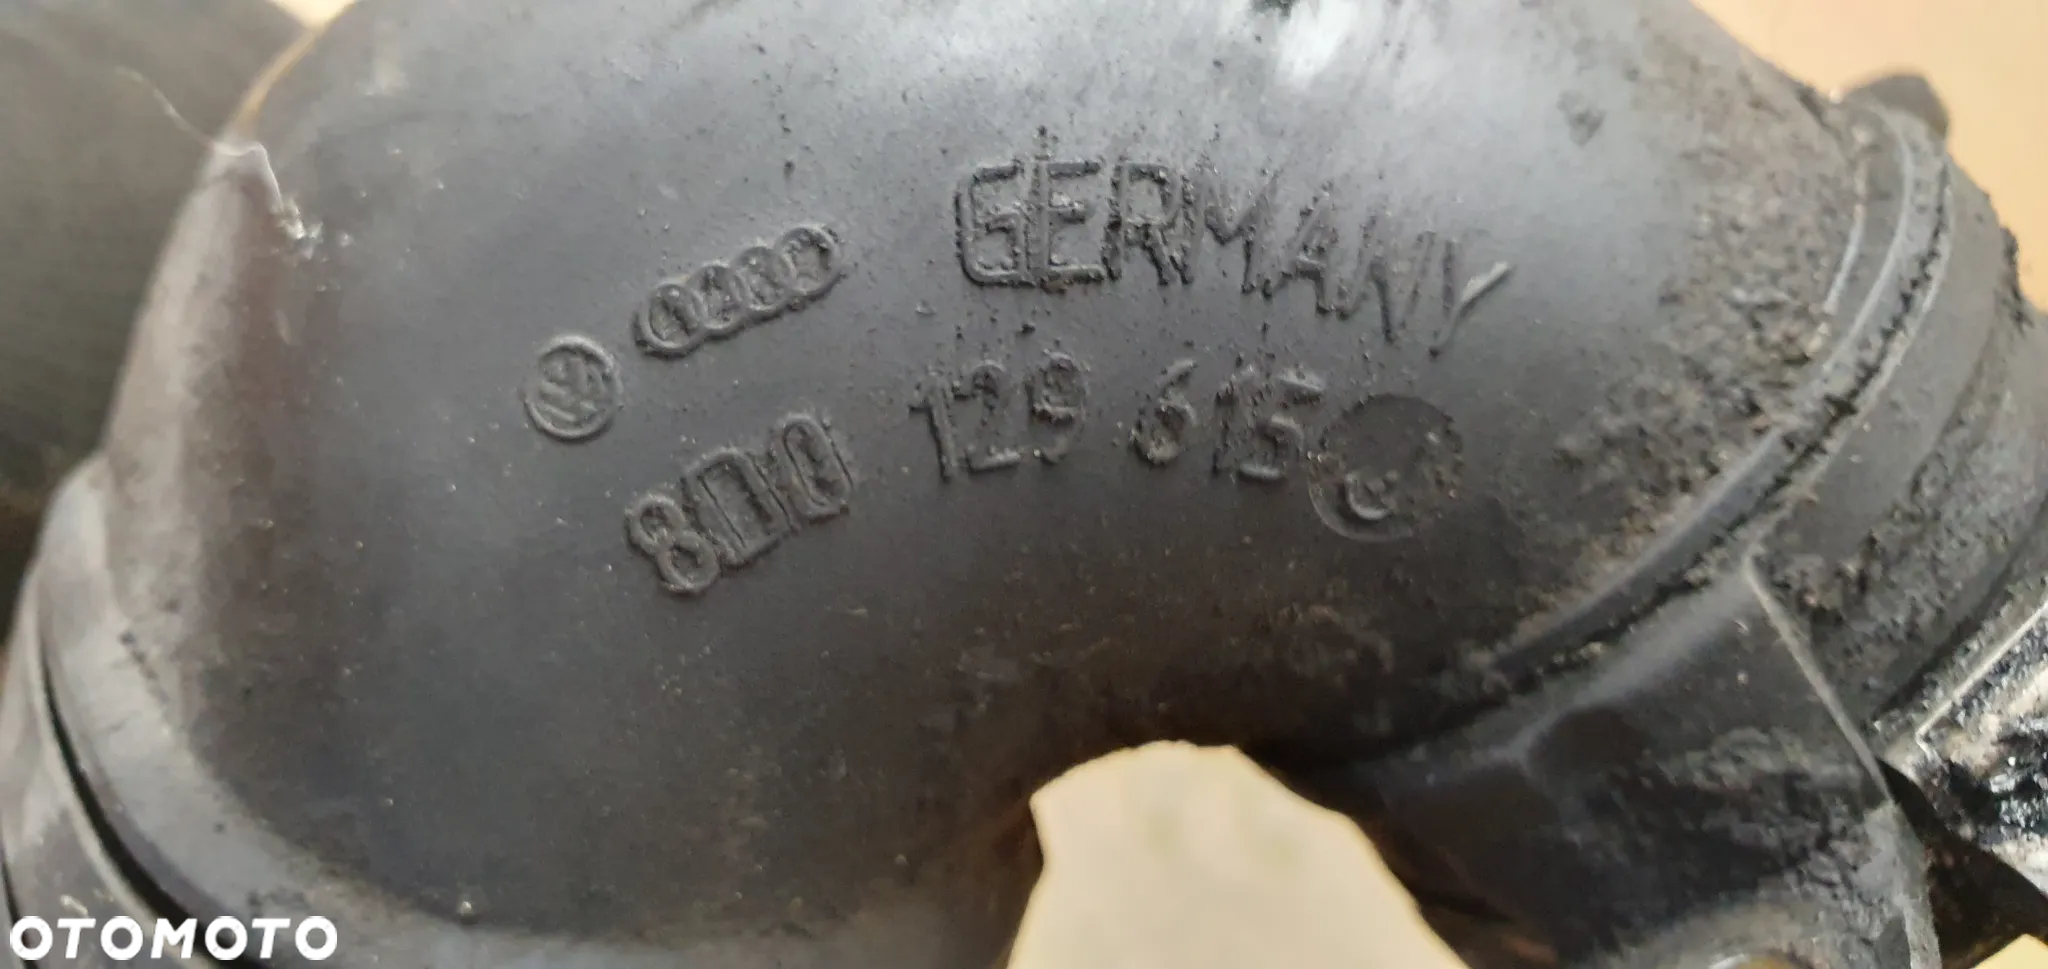 GERMANY
8D0 129 615
OTOMOTO